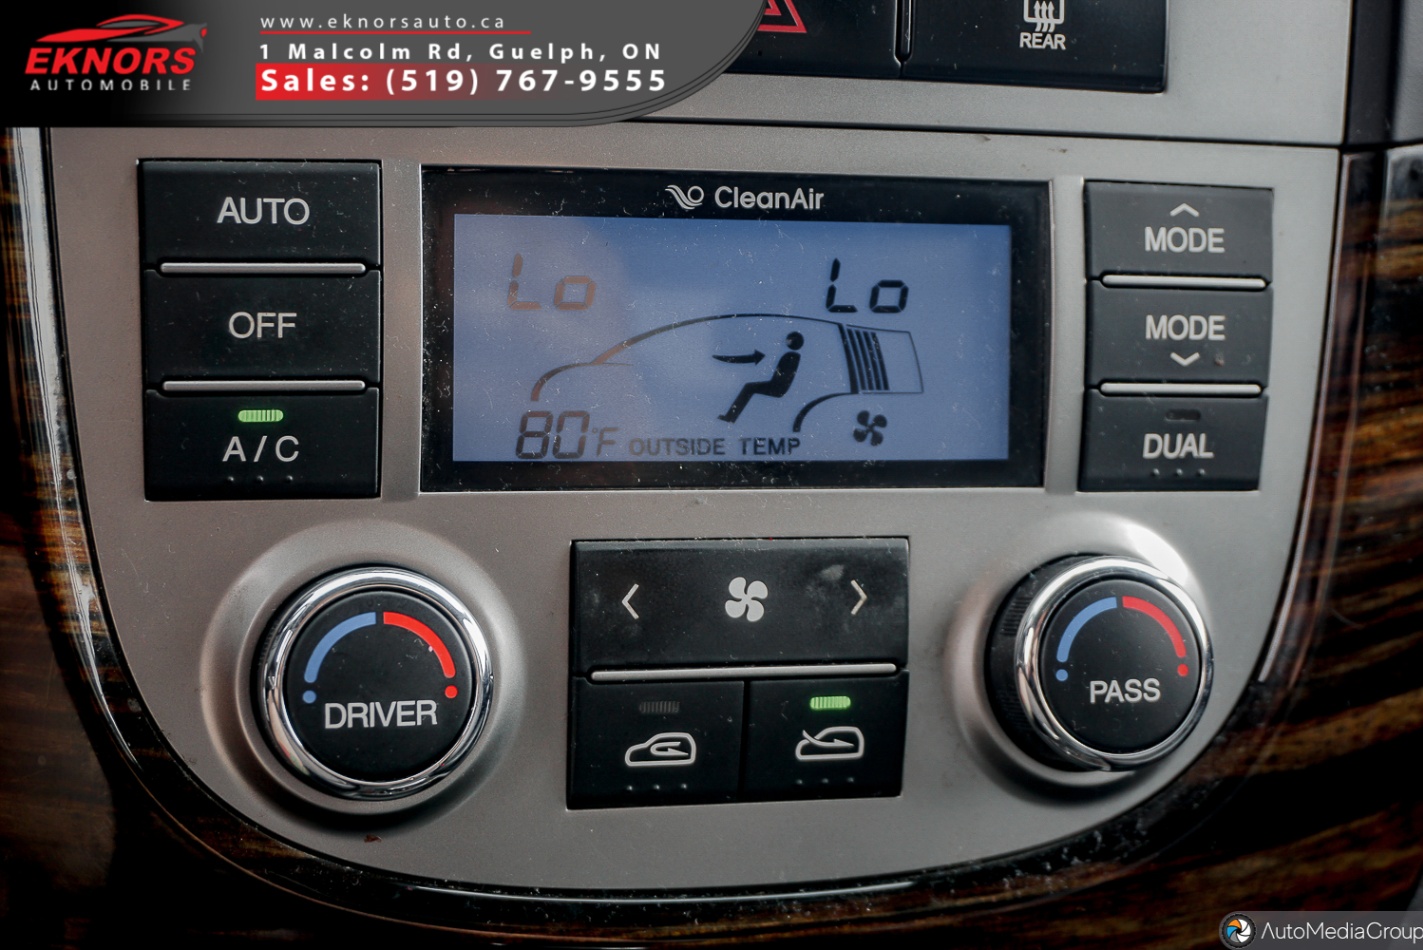 EKNORS
AUTOMOBILE
www.eknorsauto.ca
1 Malcolm Rd, Guelph, ON
Sales: (519) 767-9555
REAR
AUTO
OFF
A/C
CleanAir
Lo Lo
80°F OUTSIDE TEMP
MODE
MODE
DUAL
DRIVER
PASS
AutoMediaGroup